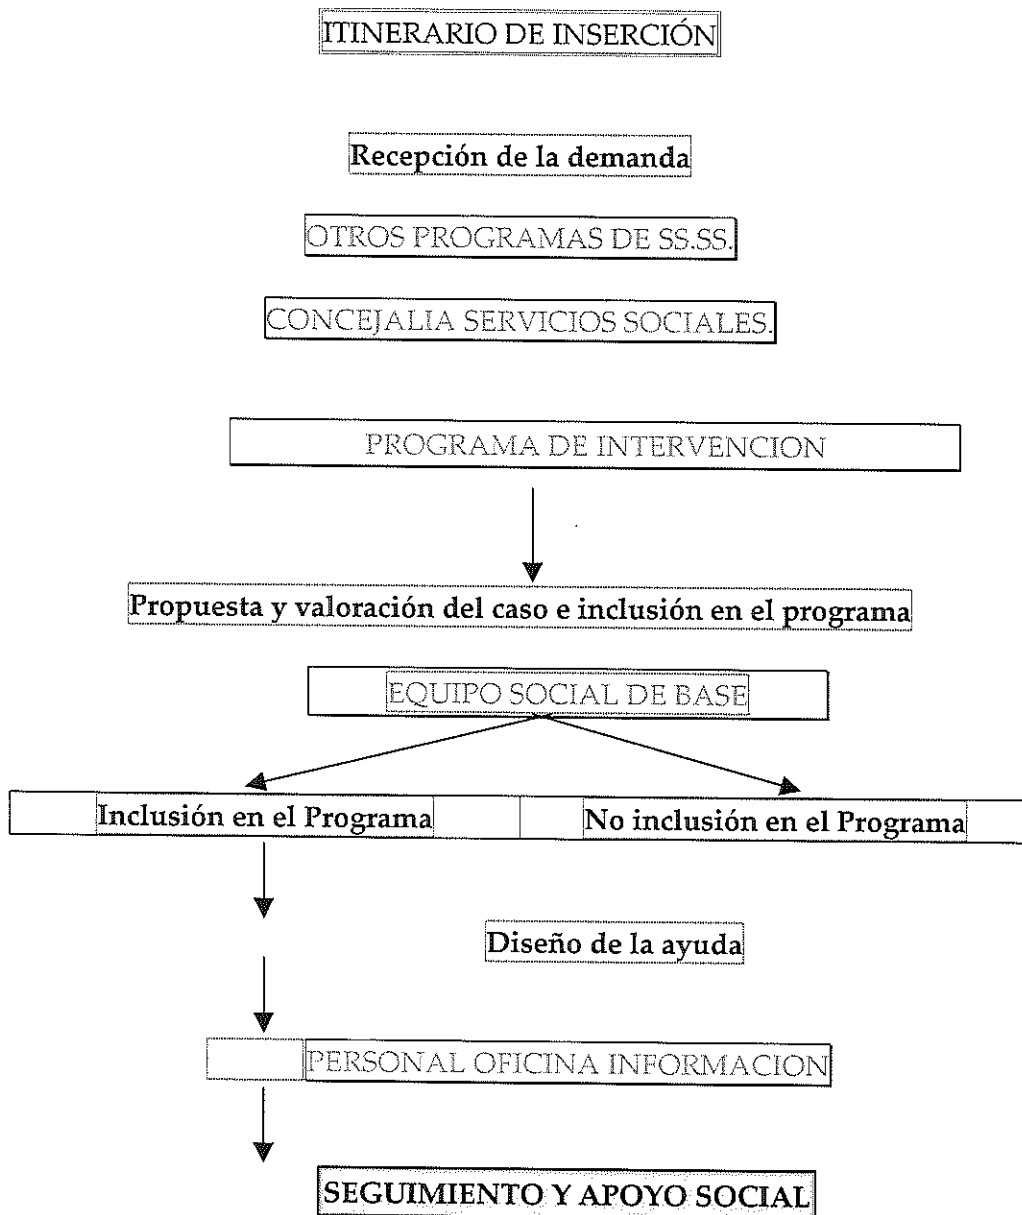 ITINERARIO DE INSERCIÓN
Recepción de la demanda
OTROS PROGRAMAS DE SS.SS.
CONCEJALIA SERVICIOS SOCIALES.
PROGRAMA DE INTERVENCION
Propuesta y valoración del caso e inclusión en el programa
EQUIPO SOCIAL DE BASE
Inclusión en el Programa
No inclusión en el Programa
Diseño de la ayuda
PERSONAL OFICINA INFORMACION
SEGUIMIENTO Y APOYO SOCIAL